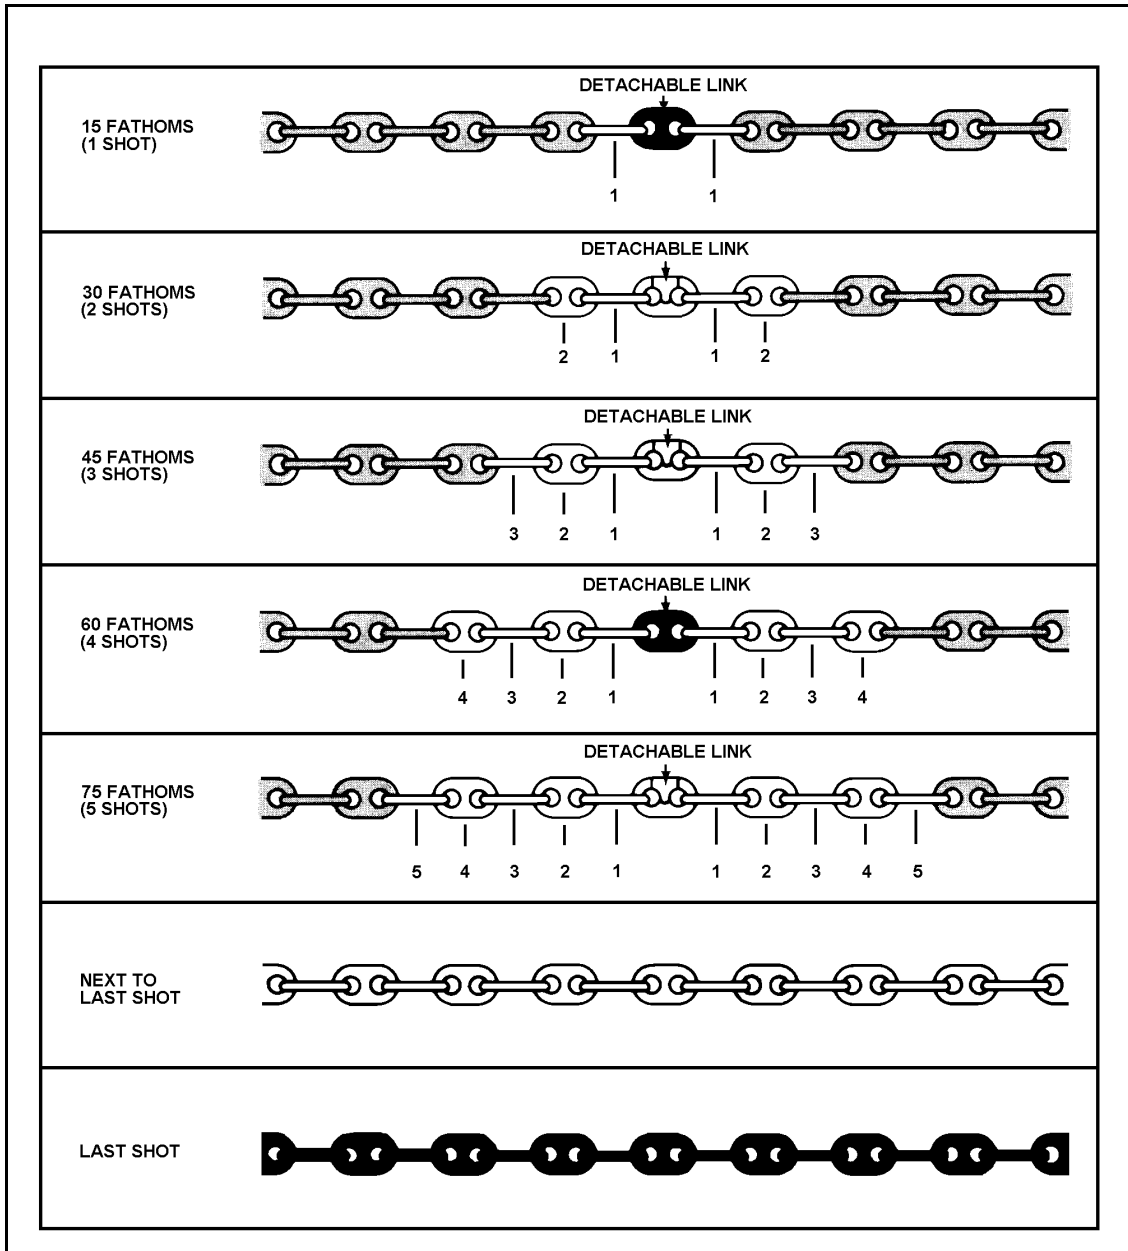 DETACHABLE LINK
15 FATHOMS
(1 SHOT)
1 1
DETACHABLE LINK
30 FATHOMS
(2 SHOTS)
2 1 1 2
DETACHABLE LINK
45 FATHOMS
(3 SHOTS)
3 2 1 1 2 3
DETACHABLE LINK
60 FATHOMS
(4 SHOTS)
4 3 2 1 1 2 3 4
DETACHABLE LINK
75 FATHOMS
(5 SHOTS)
5 4 3 2 1 1 2 3 4 5
NEXT TO
LAST SHOT
LAST SHOT